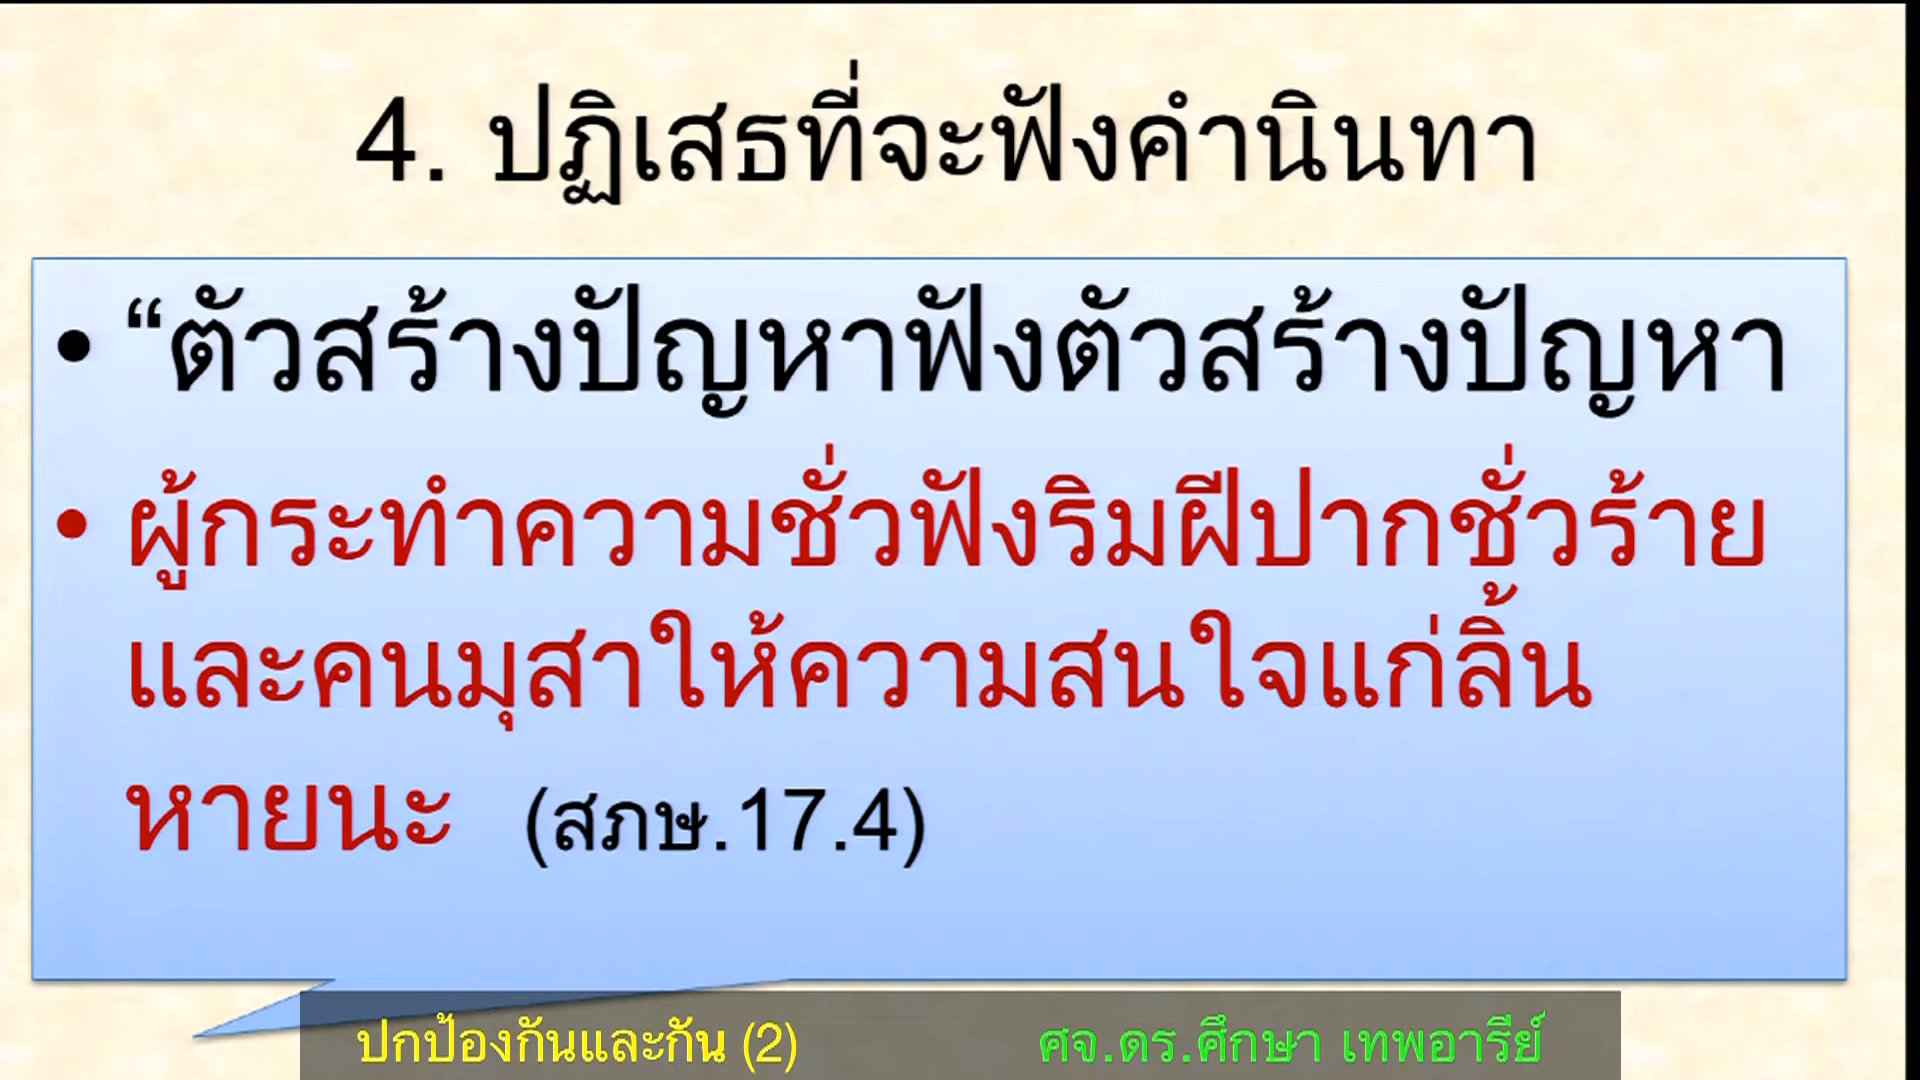 4. ปฏิเสธที่จะฟังคำนินทา
• “ตัวสร้างปัญหาฟังตัวสร้างปัญหา
• ผู้กระทำความชั่วฟังริมฝีปากชั่วร้าย
และคนมุสาให้ความสนใจแก่ลิ้น
หายนะ (สภษ.17.4)
ปกป้องกันและกัน (2) ศจ.ดร.ศึกษา เทพอารีย์